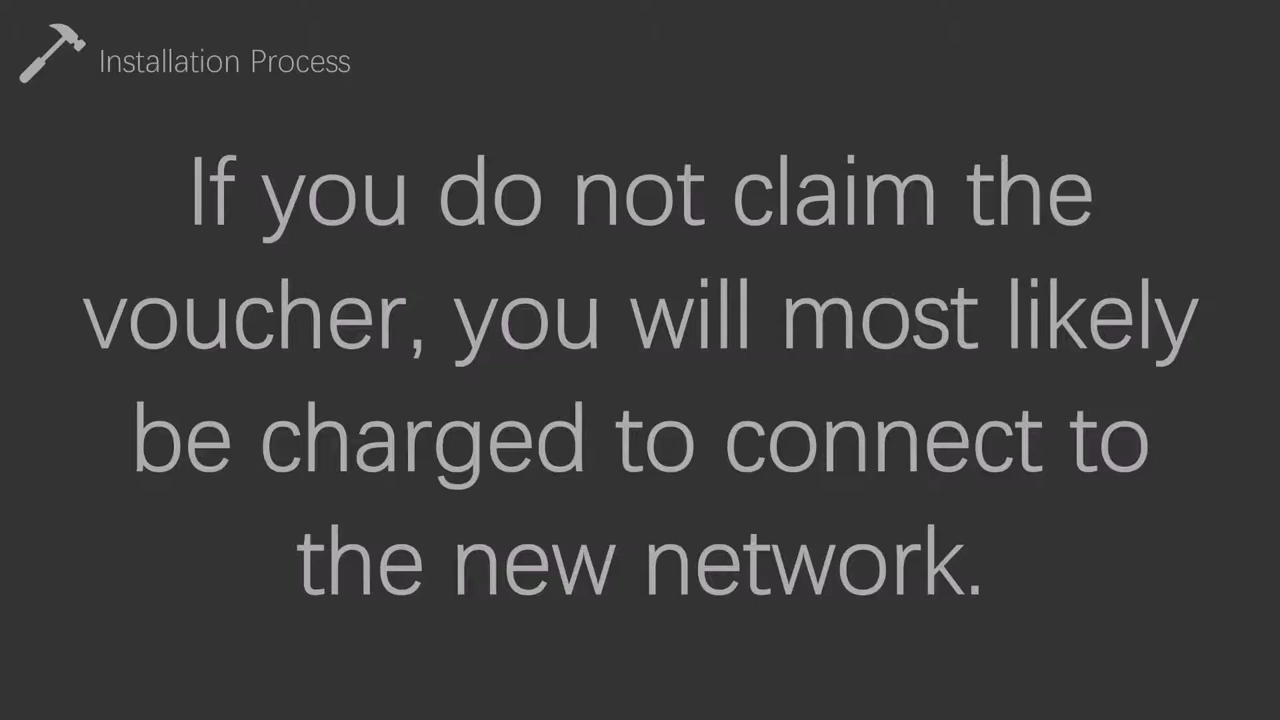 Installation Process
If you do not claim the
voucher, you will most likely
be charged to connect to
the new network.